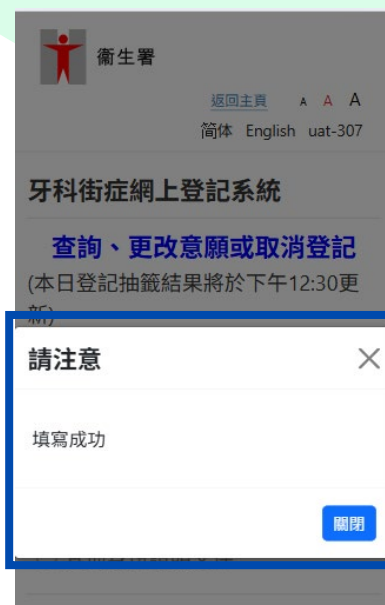 衞生署
返回主頁 A A A
简体 English uat-307
牙科街症網上登記系統
查詢、更改意願或取消登記
(本日登記抽籤結果將於下午12:30更
新)
請注意
填寫成功
關閉